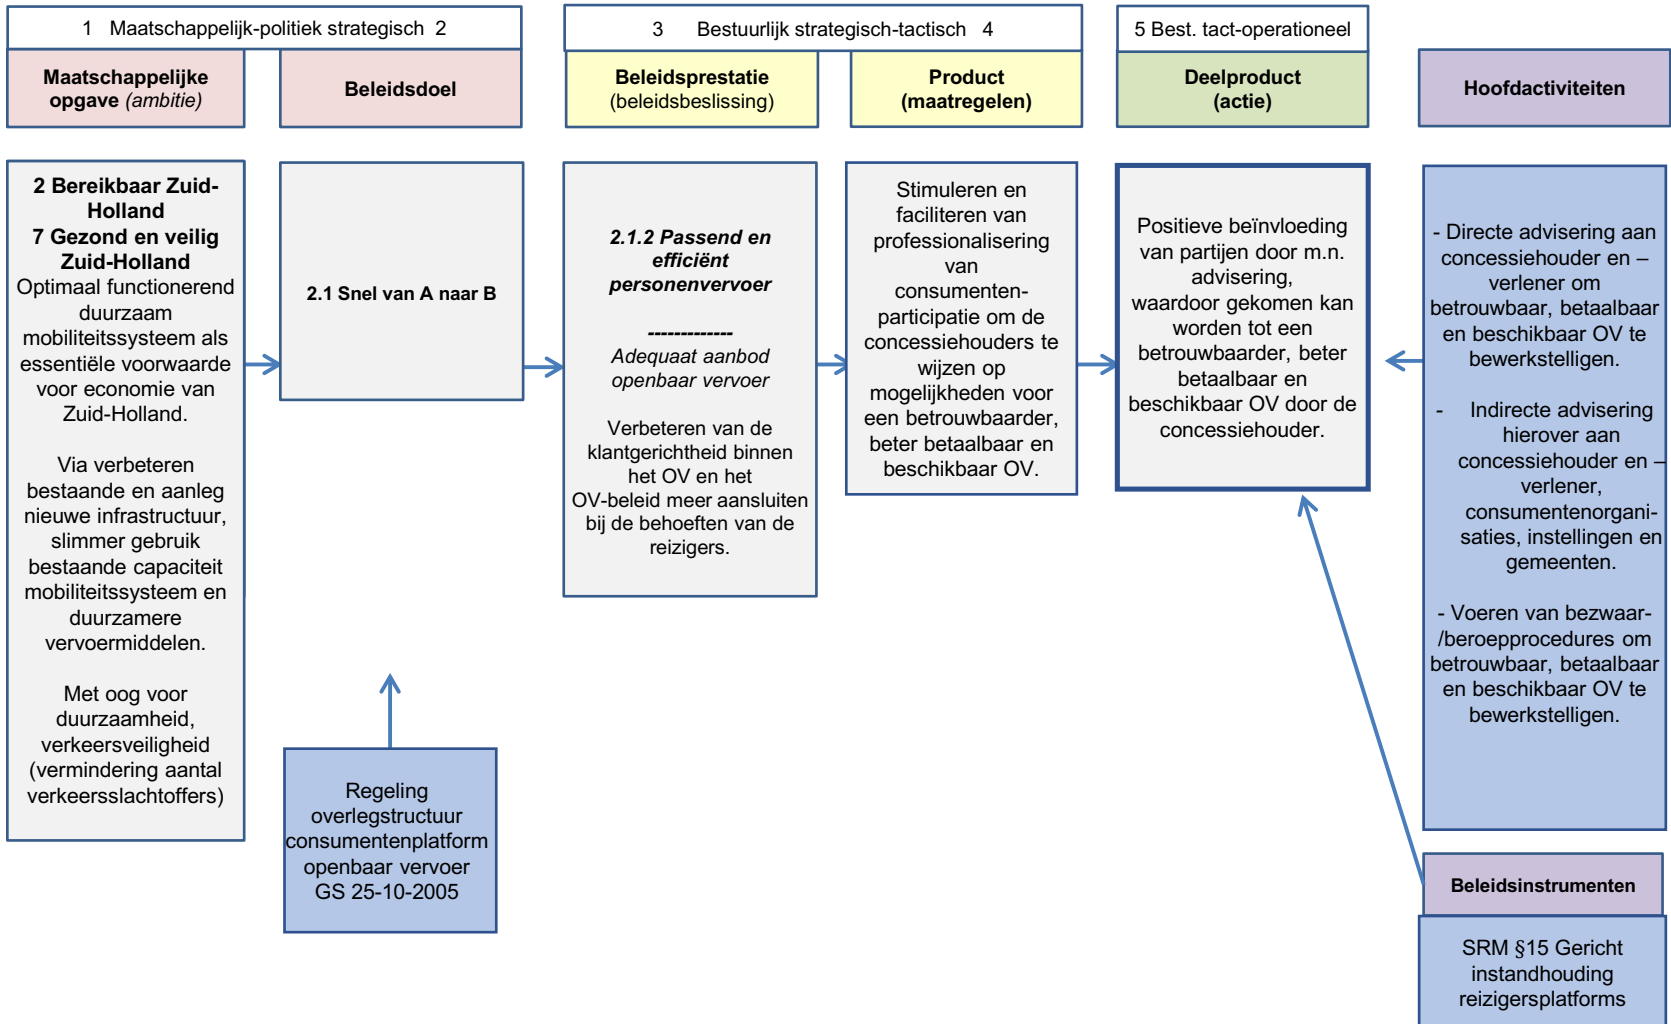 1 Maatschappelijk-politiek strategisch 2
3 Bestuurlijk strategisch-tactisch 4
5 Best. tact-operationeel
Maatschappelijke
opgave (ambitie)
Beleidsdoel
Beleidsprestatie
(beleidsbeslissing)
Product
(maatregelen)
Deelproduct
(actie)
Hoofdactiviteiten
2 Bereikbaar Zuid-
Holland
7 Gezond en veilig
Zuid-Holland
Optimaal functionerend
duurzaam
mobiliteitssysteem als
essentiële voorwaarde
voor economie van
Zuid-Holland.
Via verbeteren
bestaande en aanleg
nieuwe infrastructuur,
slimmer gebruik
bestaande capaciteit
mobiliteitssysteem en
duurzamere
vervoermiddelen.
Met oog voor
duurzaamheid,
verkeersveiligheid
(vermindering aantal
verkeersslachtoffers)
2.1 Snel van A naar B
Regeling
overlegstructuur
consumentenplatform
openbaar vervoer
GS 25-10-2005
2.1.2 Passend en
efficiënt
personenvervoer
-------------
Adequaat aanbod
openbaar vervoer
Verbeteren van de
klantgerichtheid binnen
het OV en het
OV-beleid meer aansluiten
bij de behoeften van de
reizigers.
Stimuleren en
faciliteren van
professionalisering
van
consumenten-
participatie om de
concessiehouders te
wijzen op
mogelijkheden voor
een betrouwbaarder,
beter betaalbaar en
beschikbaar OV.
Positieve beïnvloeding
van partijen door m.n.
advisering,
waardoor gekomen kan
worden tot een
betrouwbaarder, beter
betaalbaar en
beschikbaar OV door de
concessiehouder.
- Directe advisering aan
concessiehouder en –
verlener om
betrouwbaar, betaalbaar
en beschikbaar OV te
bewerkstelligen.
- Indirecte advisering
hierover aan
concessiehouder en –
verlener,
consumentenorgani-
saties, instellingen en
gemeenten.
- Voeren van bezwaar-
/beroepprocedures om
betrouwbaar, betaalbaar
en beschikbaar OV te
bewerkstelligen.
Beleidsinstrumenten
SRM §15 Gericht
instandhouding
reizigersplatforms